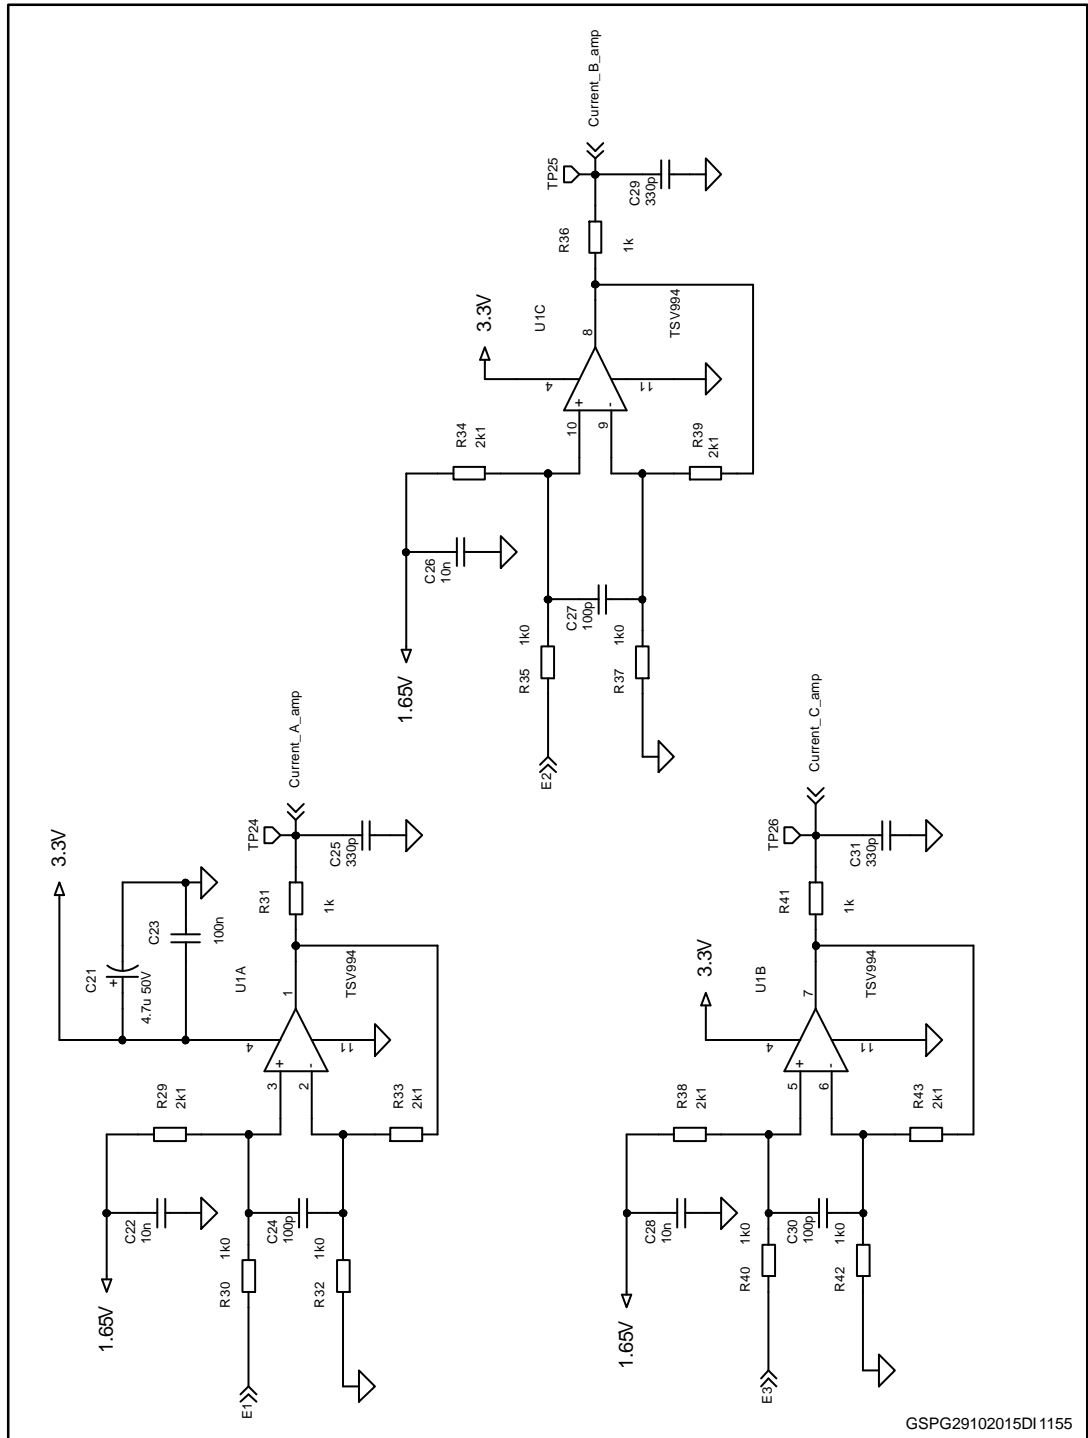 Current_B_amp
TP25
C29
330p
R36
1k
3.3V
U1C
8
TSV994
4
11
+
-
10
9
R34
2k1
R39
2k1
C26
10n
1.65V
R35
1k0
C27
100p
1k0
R37
E2
3.3V
C21
+
4.7u 50V
C23
100n
Current_A_amp
TP24
C25
330p
R31
1k
U1A
1
TSV994
4
11
+
-
3
2
R29
2k1
R33
2k1
C22
10n
1.65V
R30
1k0
C24
100p
1k0
R32
E1
Current_C_amp
TP26
C31
330p
R41
1k
3.3V
U1B
7
TSV994
4
11
+
-
5
6
R38
2k1
R43
2k1
C28
10n
1.65V
R40
1k0
C30
100p
1k0
R42
E3
GSPG29102015DI1155